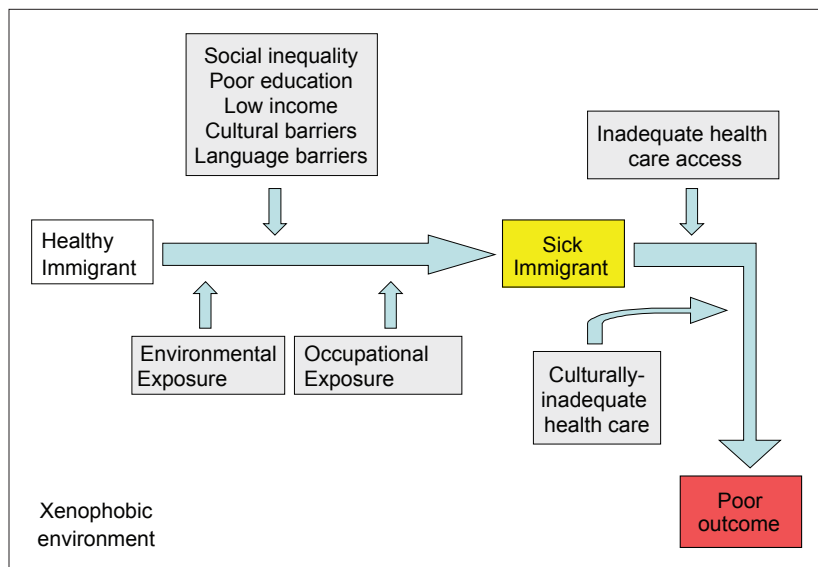 Social inequality
Poor education
Low income
Cultural barriers
Language barriers
Inadequate health
care access
Healthy
Immigrant
Sick
Immigrant
Environmental
Exposure
Occupational
Exposure
Culturally-
inadequate
health care
Xenophobic
environment
Poor
outcome